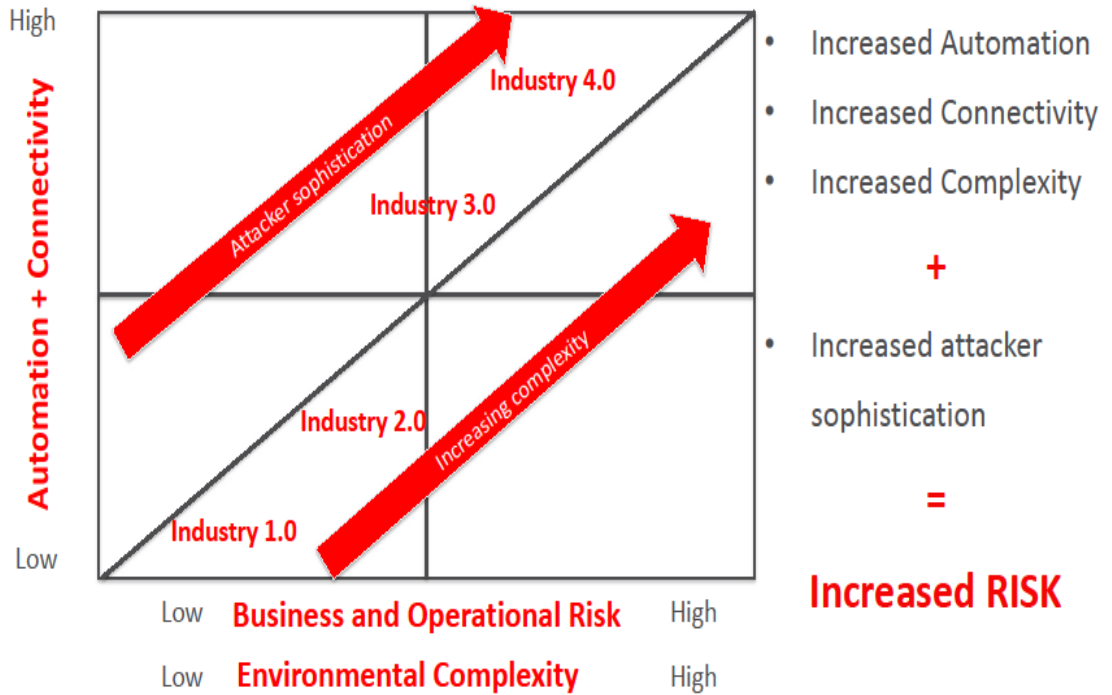 High
Automation + Connectivity
Low
Attacker sophistication
Industry 4.0
Industry 3.0
Increasing complexity
Industry 2.0
Industry 1.0
Low Business and Operational Risk High
Low Environmental Complexity High
• Increased Automation
• Increased Connectivity
• Increased Complexity
+
• Increased attacker
sophistication
=
Increased RISK